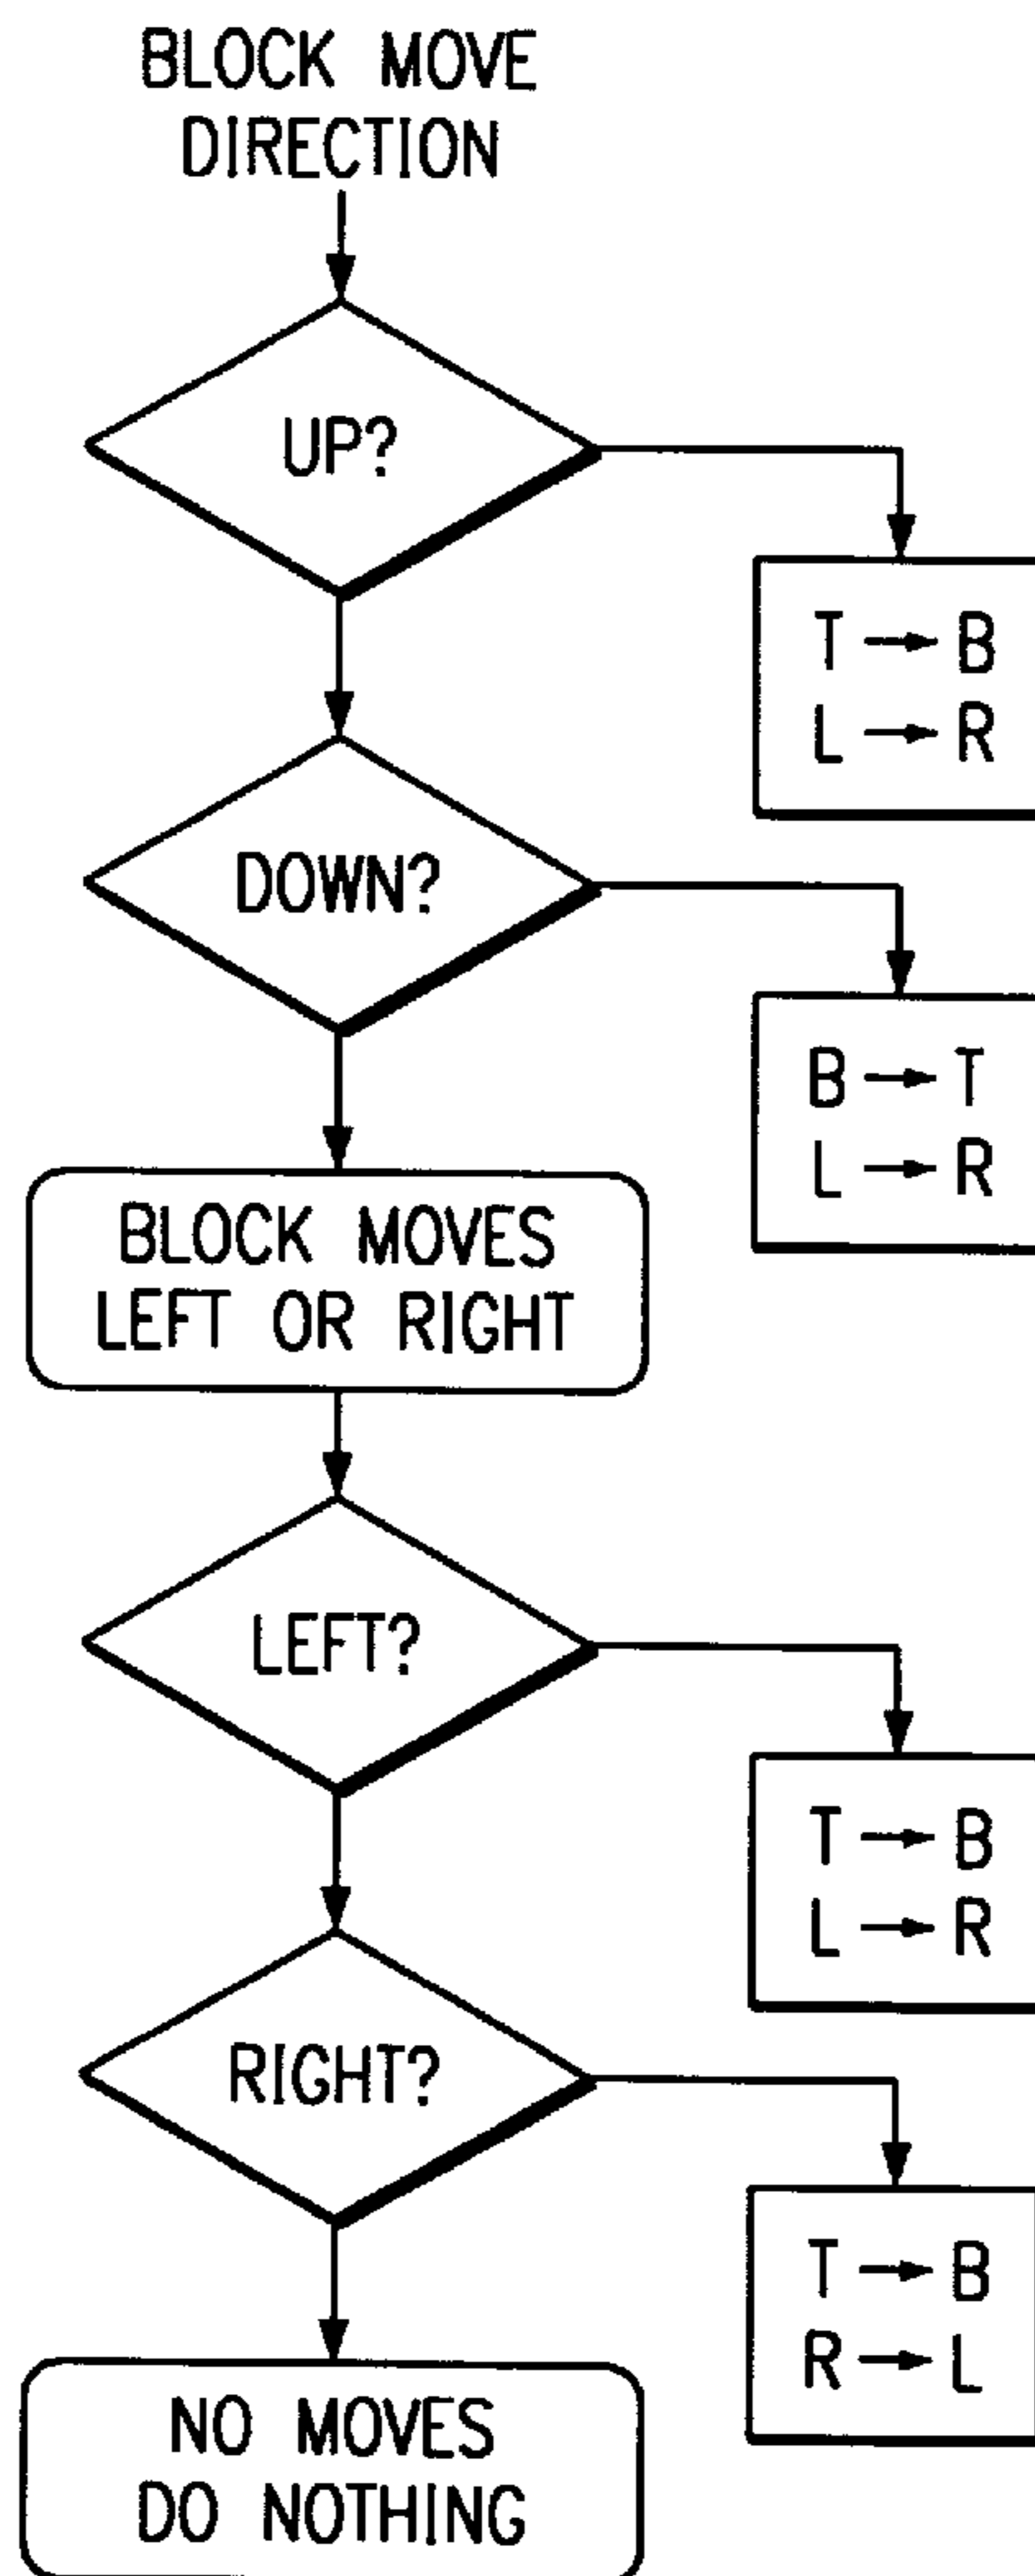 BLOCK MOVE
DIRECTION
UP?
T → B
L → R
DOWN?
B → T
L → R
BLOCK MOVES
LEFT OR RIGHT
LEFT?
T → B
L → R
RIGHT?
T → B
R → L
NO MOVES
DO NOTHING